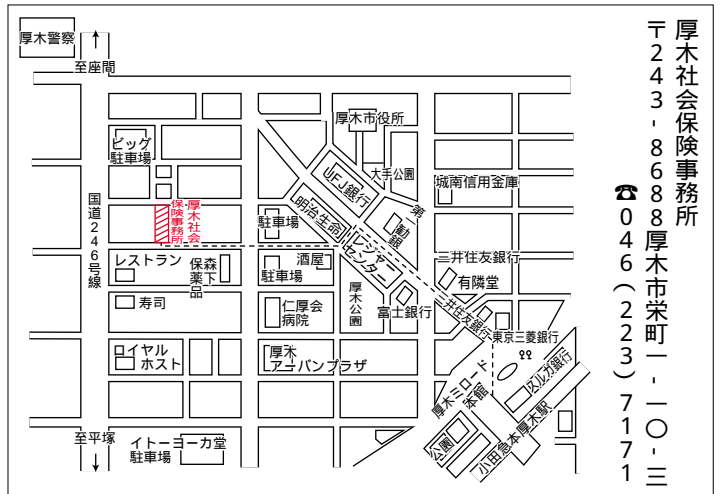 厚木社会保険事務所
〒243-8688厚木市栄町一-一〇-三
☎046(223)7171
厚木警察
至座間
厚木市役所
ビッグ
駐車場
大手公園
UFJ銀行
城南信用金庫
国道246号線
厚木社会
保険事務所
明治生命
第一勧銀
駐車場
レジャー
センター
三井住友銀行
レストラン
森下
保薬品
駐車場
酒屋
有隣堂
寿司
仁厚会
病院
厚木公園
富士銀行
三井住友銀行
東京三菱銀行
ロイヤル
ホスト
厚木
アーバンプラザ
厚木ミロード
本館
スルガ銀行
至平塚
イトーヨーカ堂
駐車場
公園
小田急本厚木駅